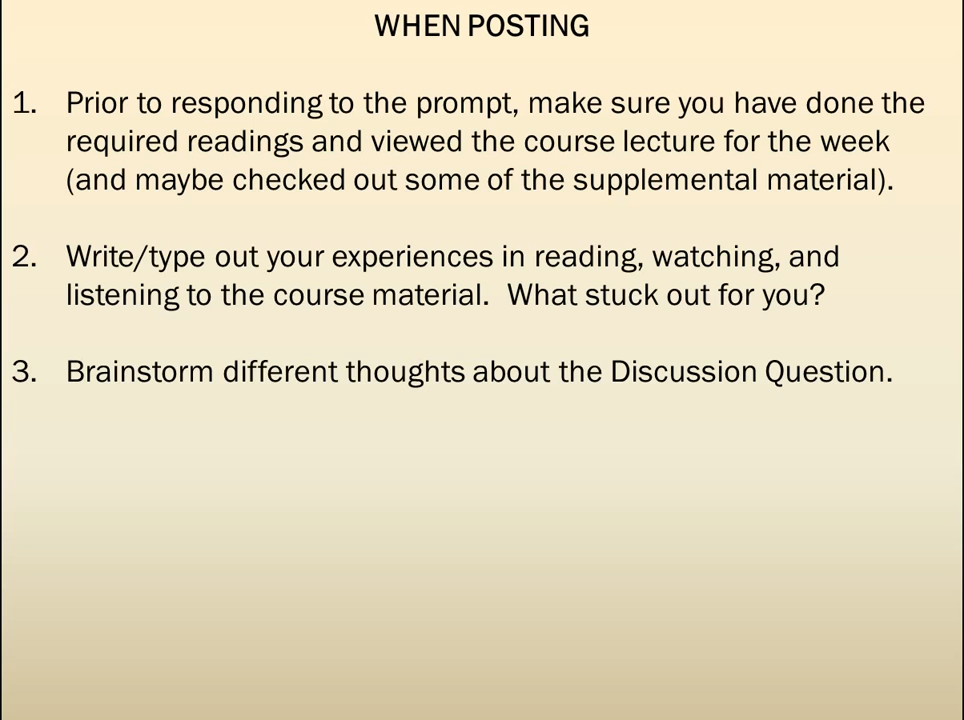 WHEN POSTING
1. Prior to responding to the prompt, make sure you have done the
required readings and viewed the course lecture for the week
(and maybe checked out some of the supplemental material).
2. Write/type out your experiences in reading, watching, and
listening to the course material.  What stuck out for you?
3. Brainstorm different thoughts about the Discussion Question.